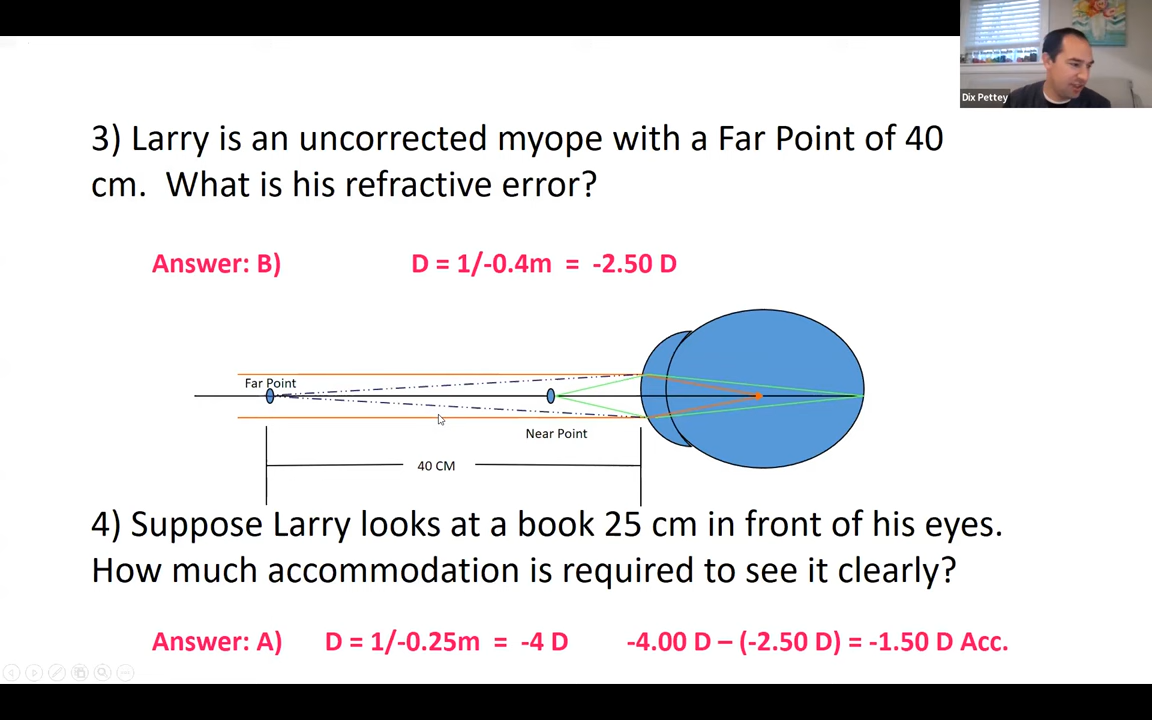 Dix Pettey
3) Larry is an uncorrected myope with a Far Point of 40
cm.  What is his refractive error?
Answer: B) D = 1/-0.4m = -2.50 D
Far Point
Near Point
40 CM
4) Suppose Larry looks at a book 25 cm in front of his eyes.
How much accommodation is required to see it clearly?
Answer: A) D = 1/-0.25m = -4 D -4.00 D – (-2.50 D) = -1.50 D Acc.